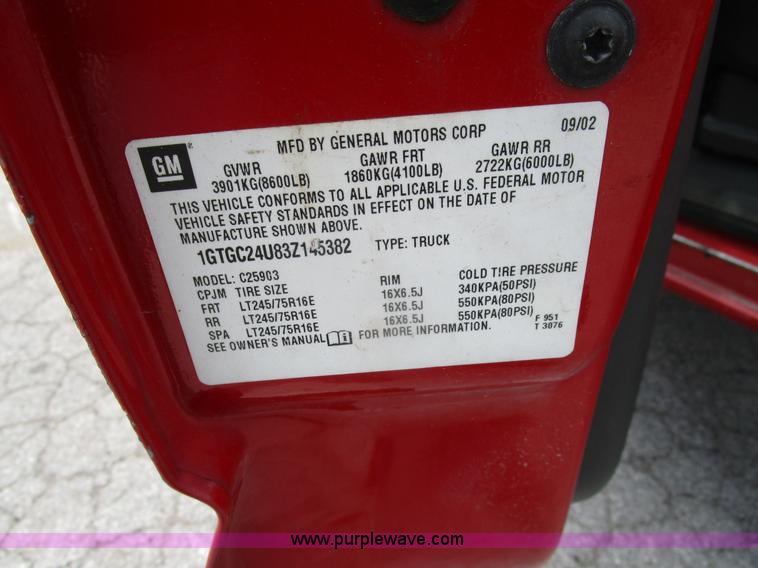 GM
MFD BY GENERAL MOTORS CORP 09/02
GVWR GAWR FRT GAWR RR
3901KG(8600LB) 1860KG(4100LB) 2722KG(6000LB)
THIS VEHICLE CONFORMS TO ALL APPLICABLE U.S. FEDERAL MOTOR
VEHICLE SAFETY STANDARDS IN EFFECT ON THE DATE OF
MANUFACTURE SHOWN ABOVE.
1GTGC24U83Z145382 TYPE: TRUCK
MODEL: C25903
CPJM TIRE SIZE RIM COLD TIRE PRESSURE
FRT LT245/75R16E 16X6.5J 340KPA(50PSI)
RR LT245/75R16E 16X6.5J 550KPA(80PSI)
SPA LT245/75R16E 16X6.5J 550KPA(80PSI)
F 951
T 3076
SEE OWNER'S MANUAL FOR MORE INFORMATION.
www.purplewave.com